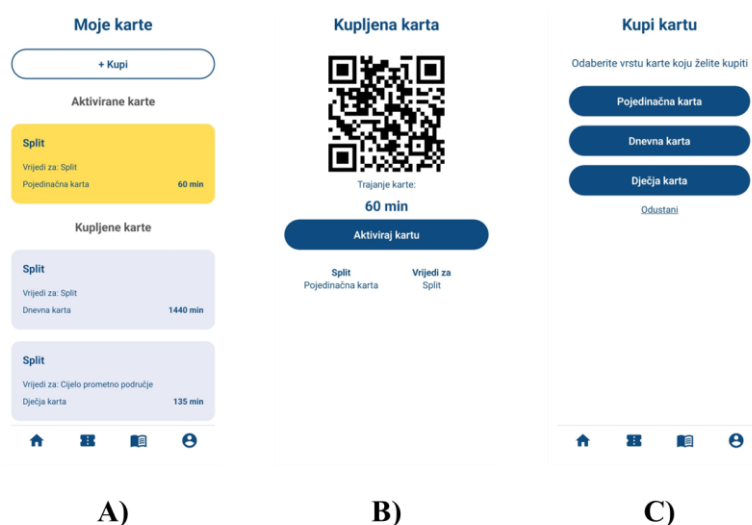 Moje karte
+ Kupi
Aktivirane karte
Split
Vrijedi za: Split
Pojedinačna karta 60 min
Kupljene karte
Split
Vrijedi za: Split
Dnevna karta 1440 min
Split
Vrijedi za: Cijelo prometno područje
Dječja karta 135 min
A)
Kupljena karta
Trajanje karte:
60 min
Aktiviraj kartu
Split Vrijedi za
Pojedinačna karta Split
B)
Kupi kartu
Odaberite vrstu karte koju želite kupiti
Pojedinačna karta
Dnevna karta
Dječja karta
Odustani
C)